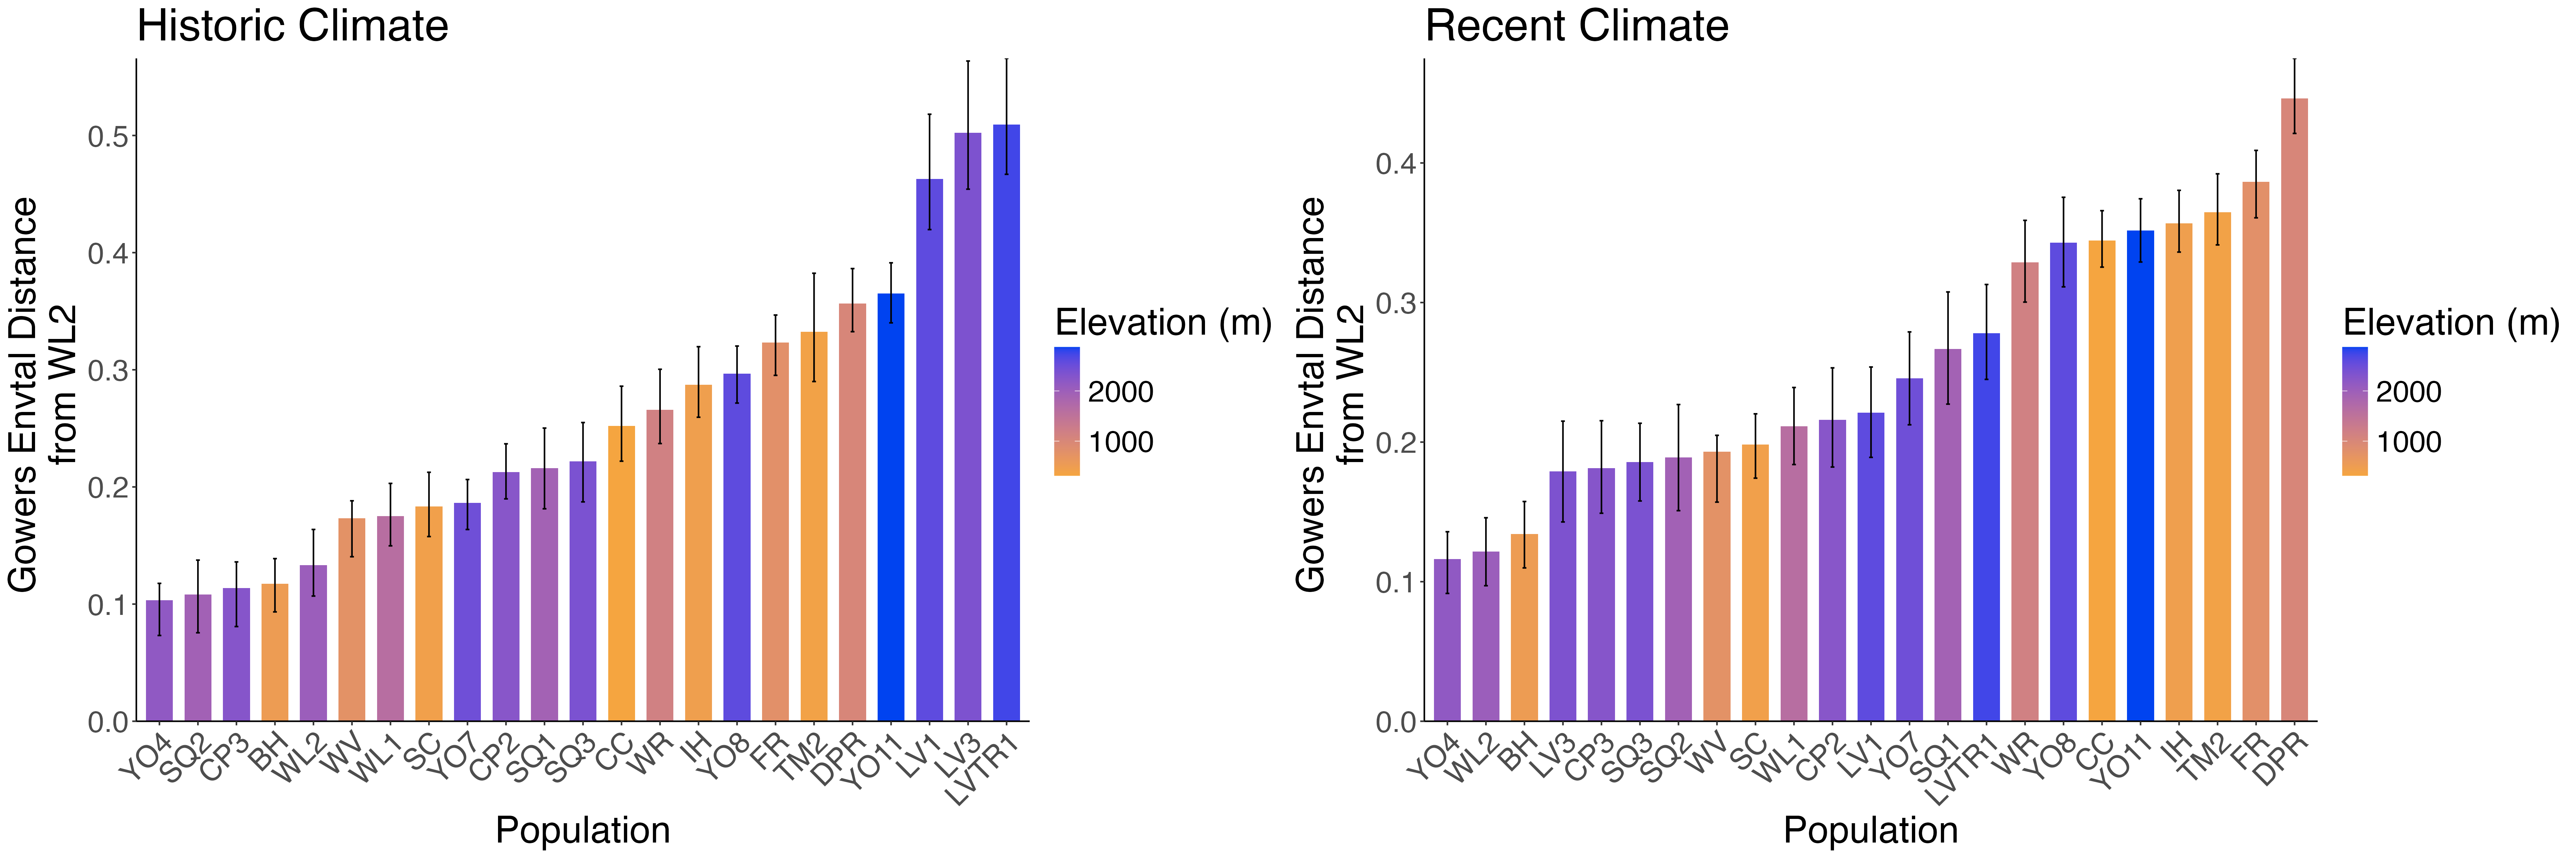 Historic Climate
Gowers Envtal Distance
from WL2
0.5
0.4
0.3
0.2
0.1
0.0
YO4
SQ2
CP3
BH
WL2
WV
WL1
SC
YO7
CP2
SQ1
SQ3
CC
WR
IH
YO8
FR
TM2
DPR
YO11
LV1
LV3
LVTR1
Population
Elevation (m)
2000
1000
Recent Climate
Gowers Envtal Distance
from WL2
0.4
0.3
0.2
0.1
0.0
YO4
WL2
BH
LV3
CP3
SQ3
SQ2
WV
SC
WL1
CP2
LV1
YO7
SQ1
LVTR1
WR
YO8
CC
YO11
IH
TM2
FR
DPR
Population
Elevation (m)
2000
1000